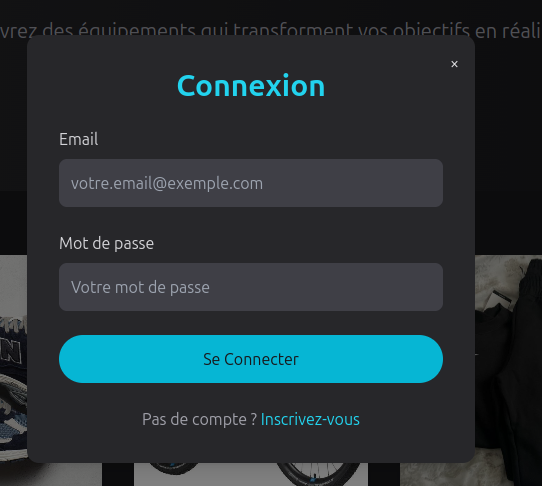 vrez des équipements qui transforment vos objectifs en réali
×
Connexion
Email
votre.email@exemple.com
Mot de passe
Votre mot de passe
Se Connecter
Pas de compte ? Inscrivez-vous
N